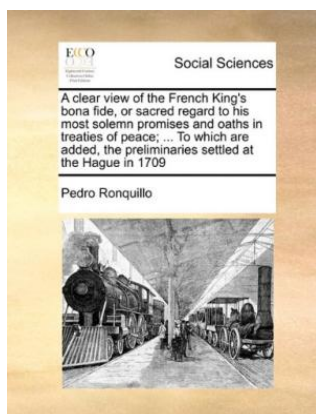 ECCO
Social Sciences
A clear view of the French King's
bona fide, or sacred regard to his
most solemn promises and oaths in
treaties of peace; ... To which are
added, the preliminaries settled at
the Hague in 1709
Pedro Ronquillo